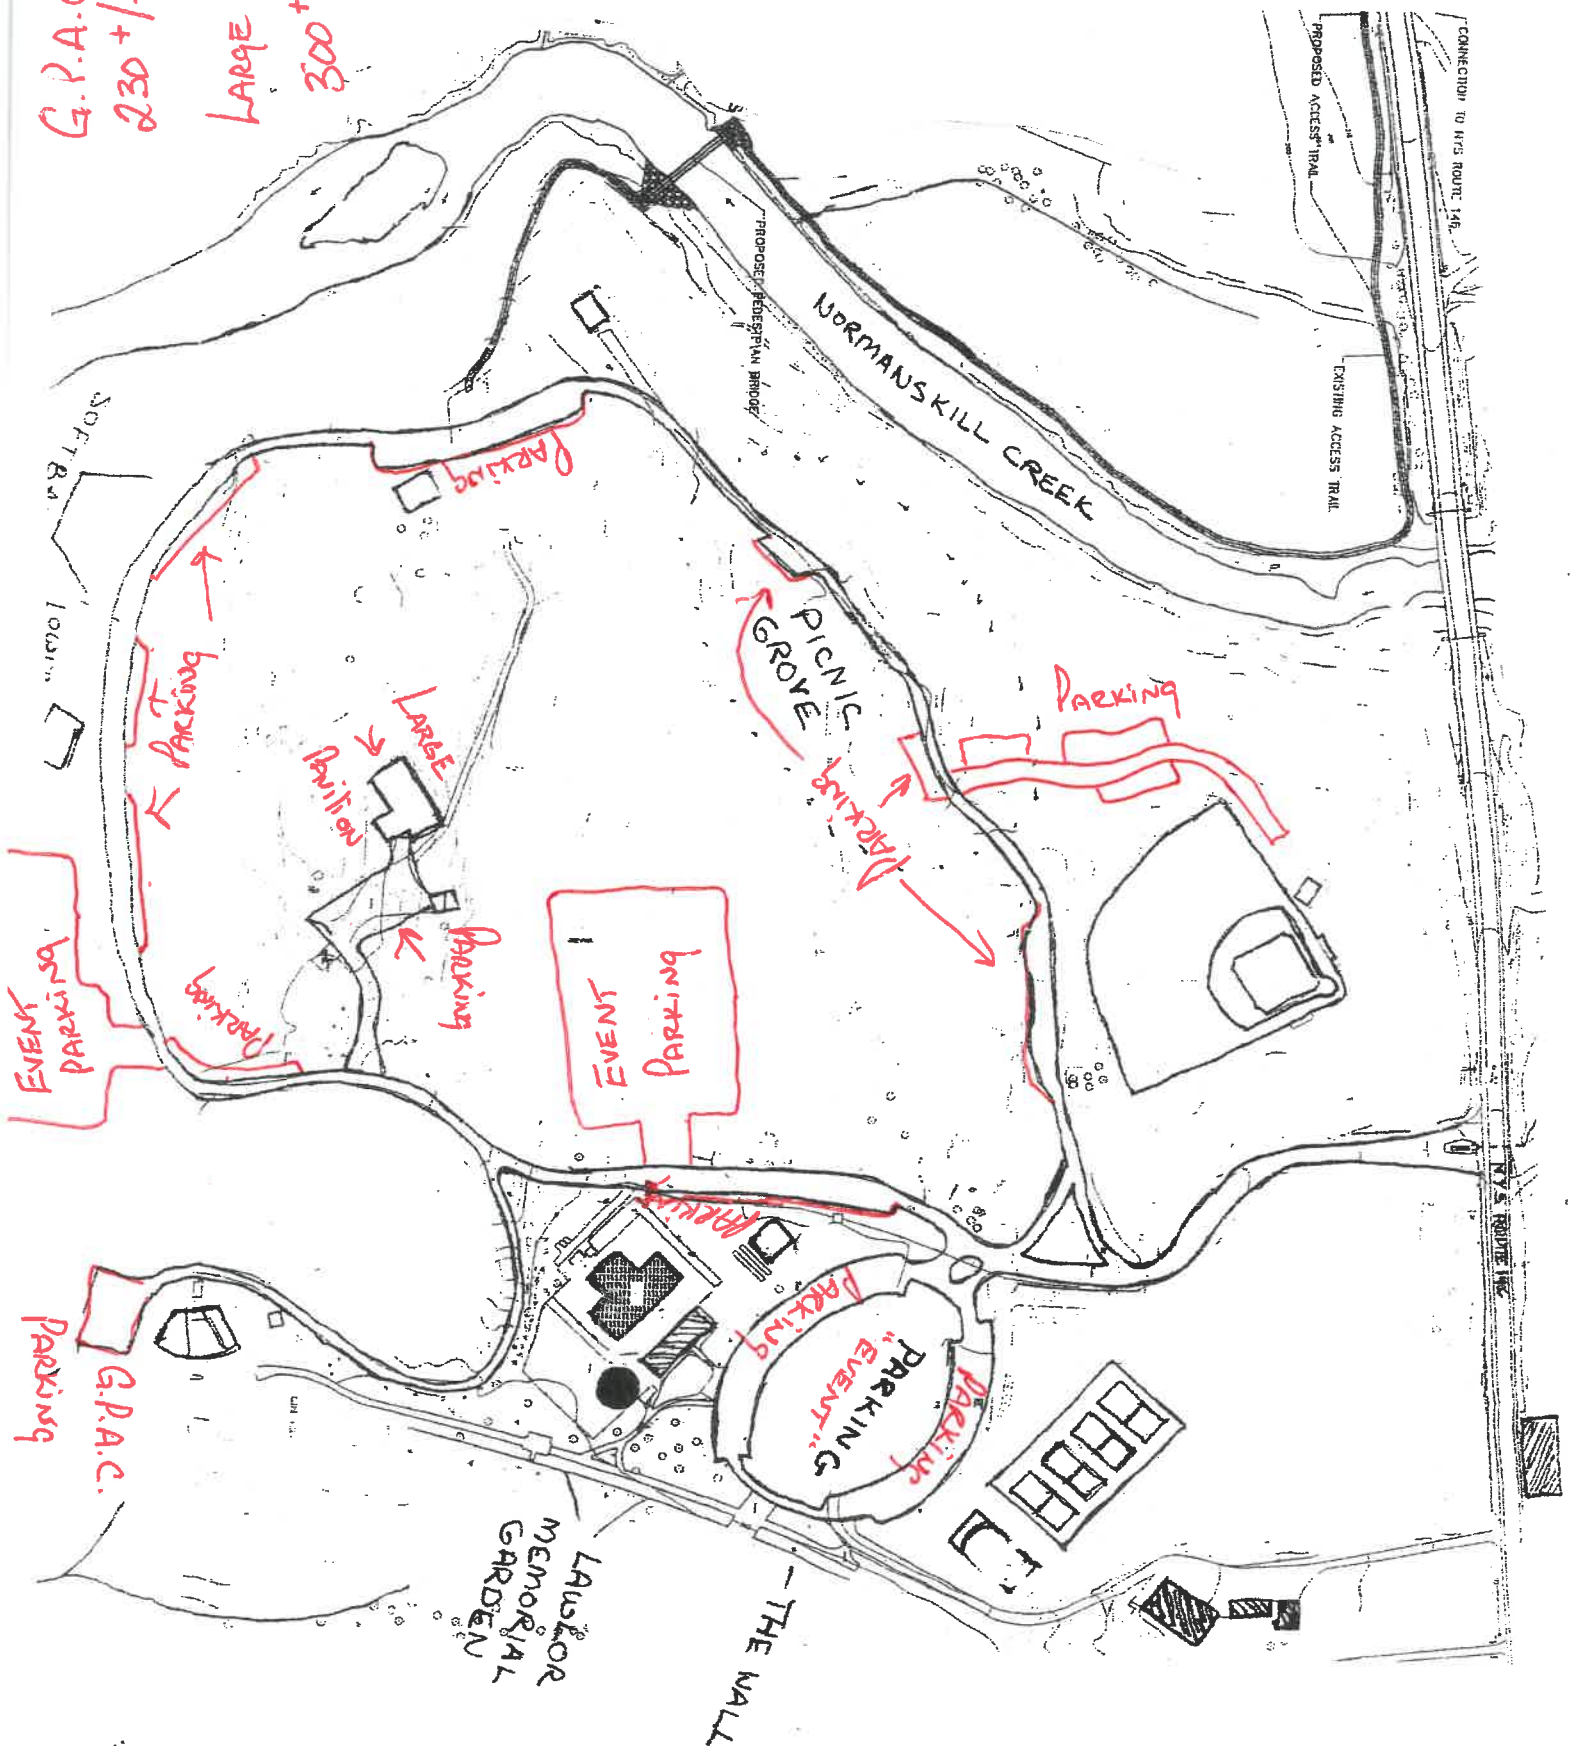 G.P.A.C
230 +/-
LARGE
300 +
CONNECTION TO NYS ROUTE 146
PROPOSED ACCESS TRAIL
EXISTING ACCESS TRAIL
PROPOSED PEDESTRIAN BRIDGE
NORMANSKILL CREEK
PARKING
SOFTBA
PARKING
PICNIC
GROVE
PARKING
PARKING
LARGE
PAVILION
PARKING
PARKING
EVENT
PARKING
EVENT
PARKING
PARKING
NYS ROUTE 146
PARKING
PARKING
"EVENT"
PARKING
PARKING
G.P.A.C.
PARKING
LAWLOR
MEMORIAL
GARDEN
THE WALL